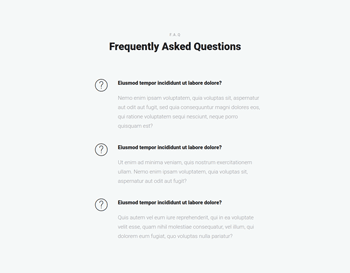 FAQ
Frequently Asked Questions
? Eiusmod tempor incididunt ut labore dolore?
Nemo enim ipsam voluptatem, quia voluptas sit, aspernatur
aut odit aut fugit, sed quia consequuntur magni dolores eos,
qui ratione voluptatem sequi nesciunt, neque porro
quisquam est?
? Eiusmod tempor incididunt ut labore dolore?
Ut enim ad minima veniam, quis nostrum exercitationem
ullam. Nemo enim ipsam voluptatem, quia voluptas sit,
aspernatur aut odit aut fugit?
? Eiusmod tempor incididunt ut labore dolore?
Quis autem vel eum iure reprehenderit, qui in ea voluptate
velit esse, quam nihil molestiae consequatur, vel illum, qui
dolorem eum fugiat, quo voluptas nulla pariatur?